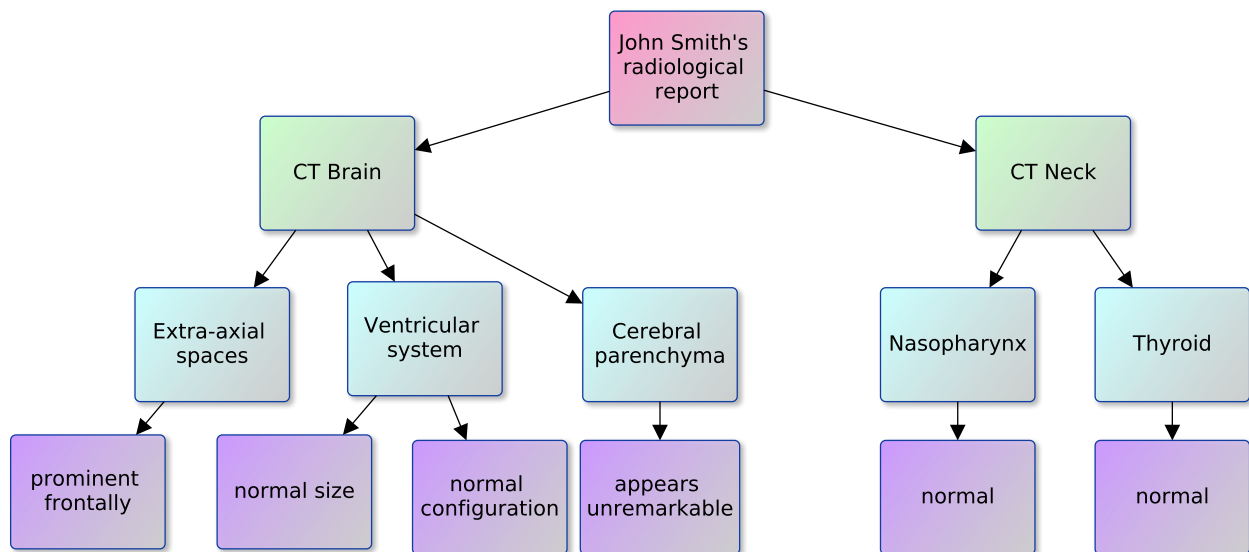 John Smith's
radiological
report
CT Brain
CT Neck
Extra-axial
spaces
Ventricular
system
Cerebral
parenchyma
Nasopharynx
Thyroid
prominent
frontally
normal size
normal
configuration
appears
unremarkable
normal
normal